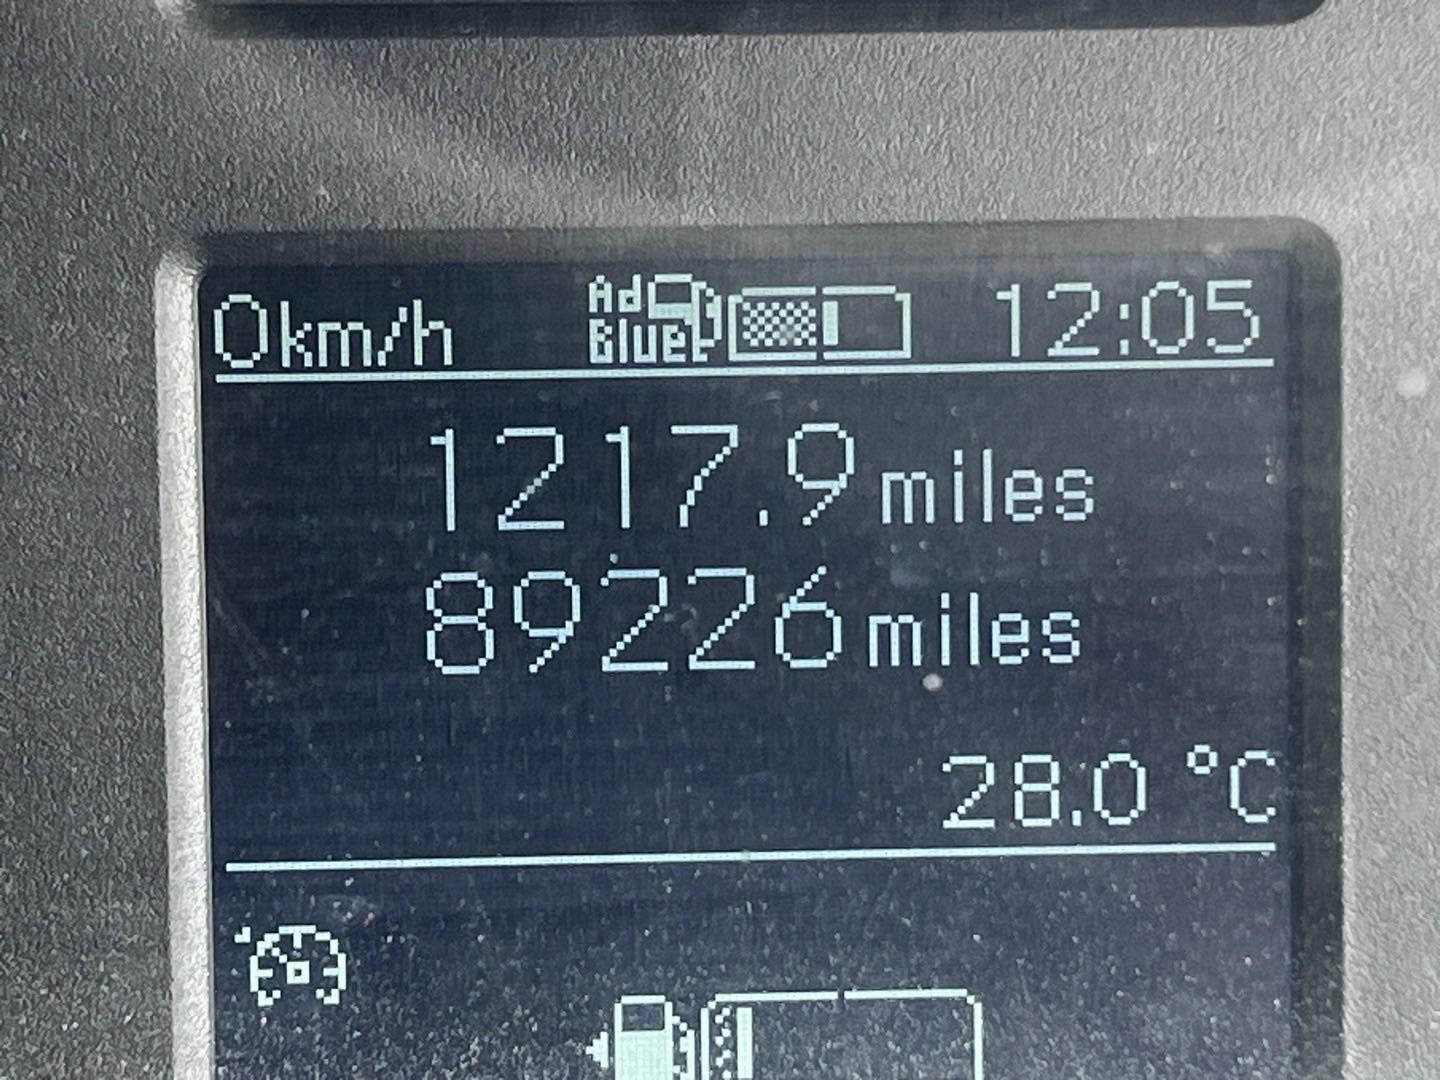 0km/h Ad Blue 12:05
1217.9 miles
89226 miles
28.0 °C